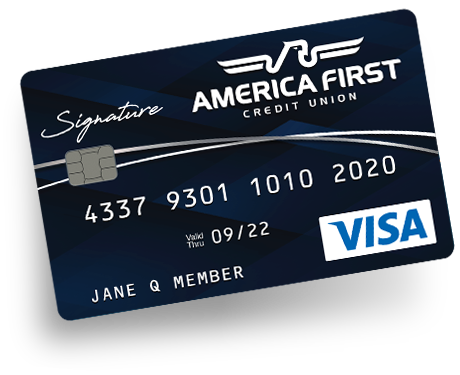 AMERICA FIRST
CREDIT UNION
Signature
4337 9301 1010 2020
Valid
Thru 09/22
VISA
JANE Q MEMBER